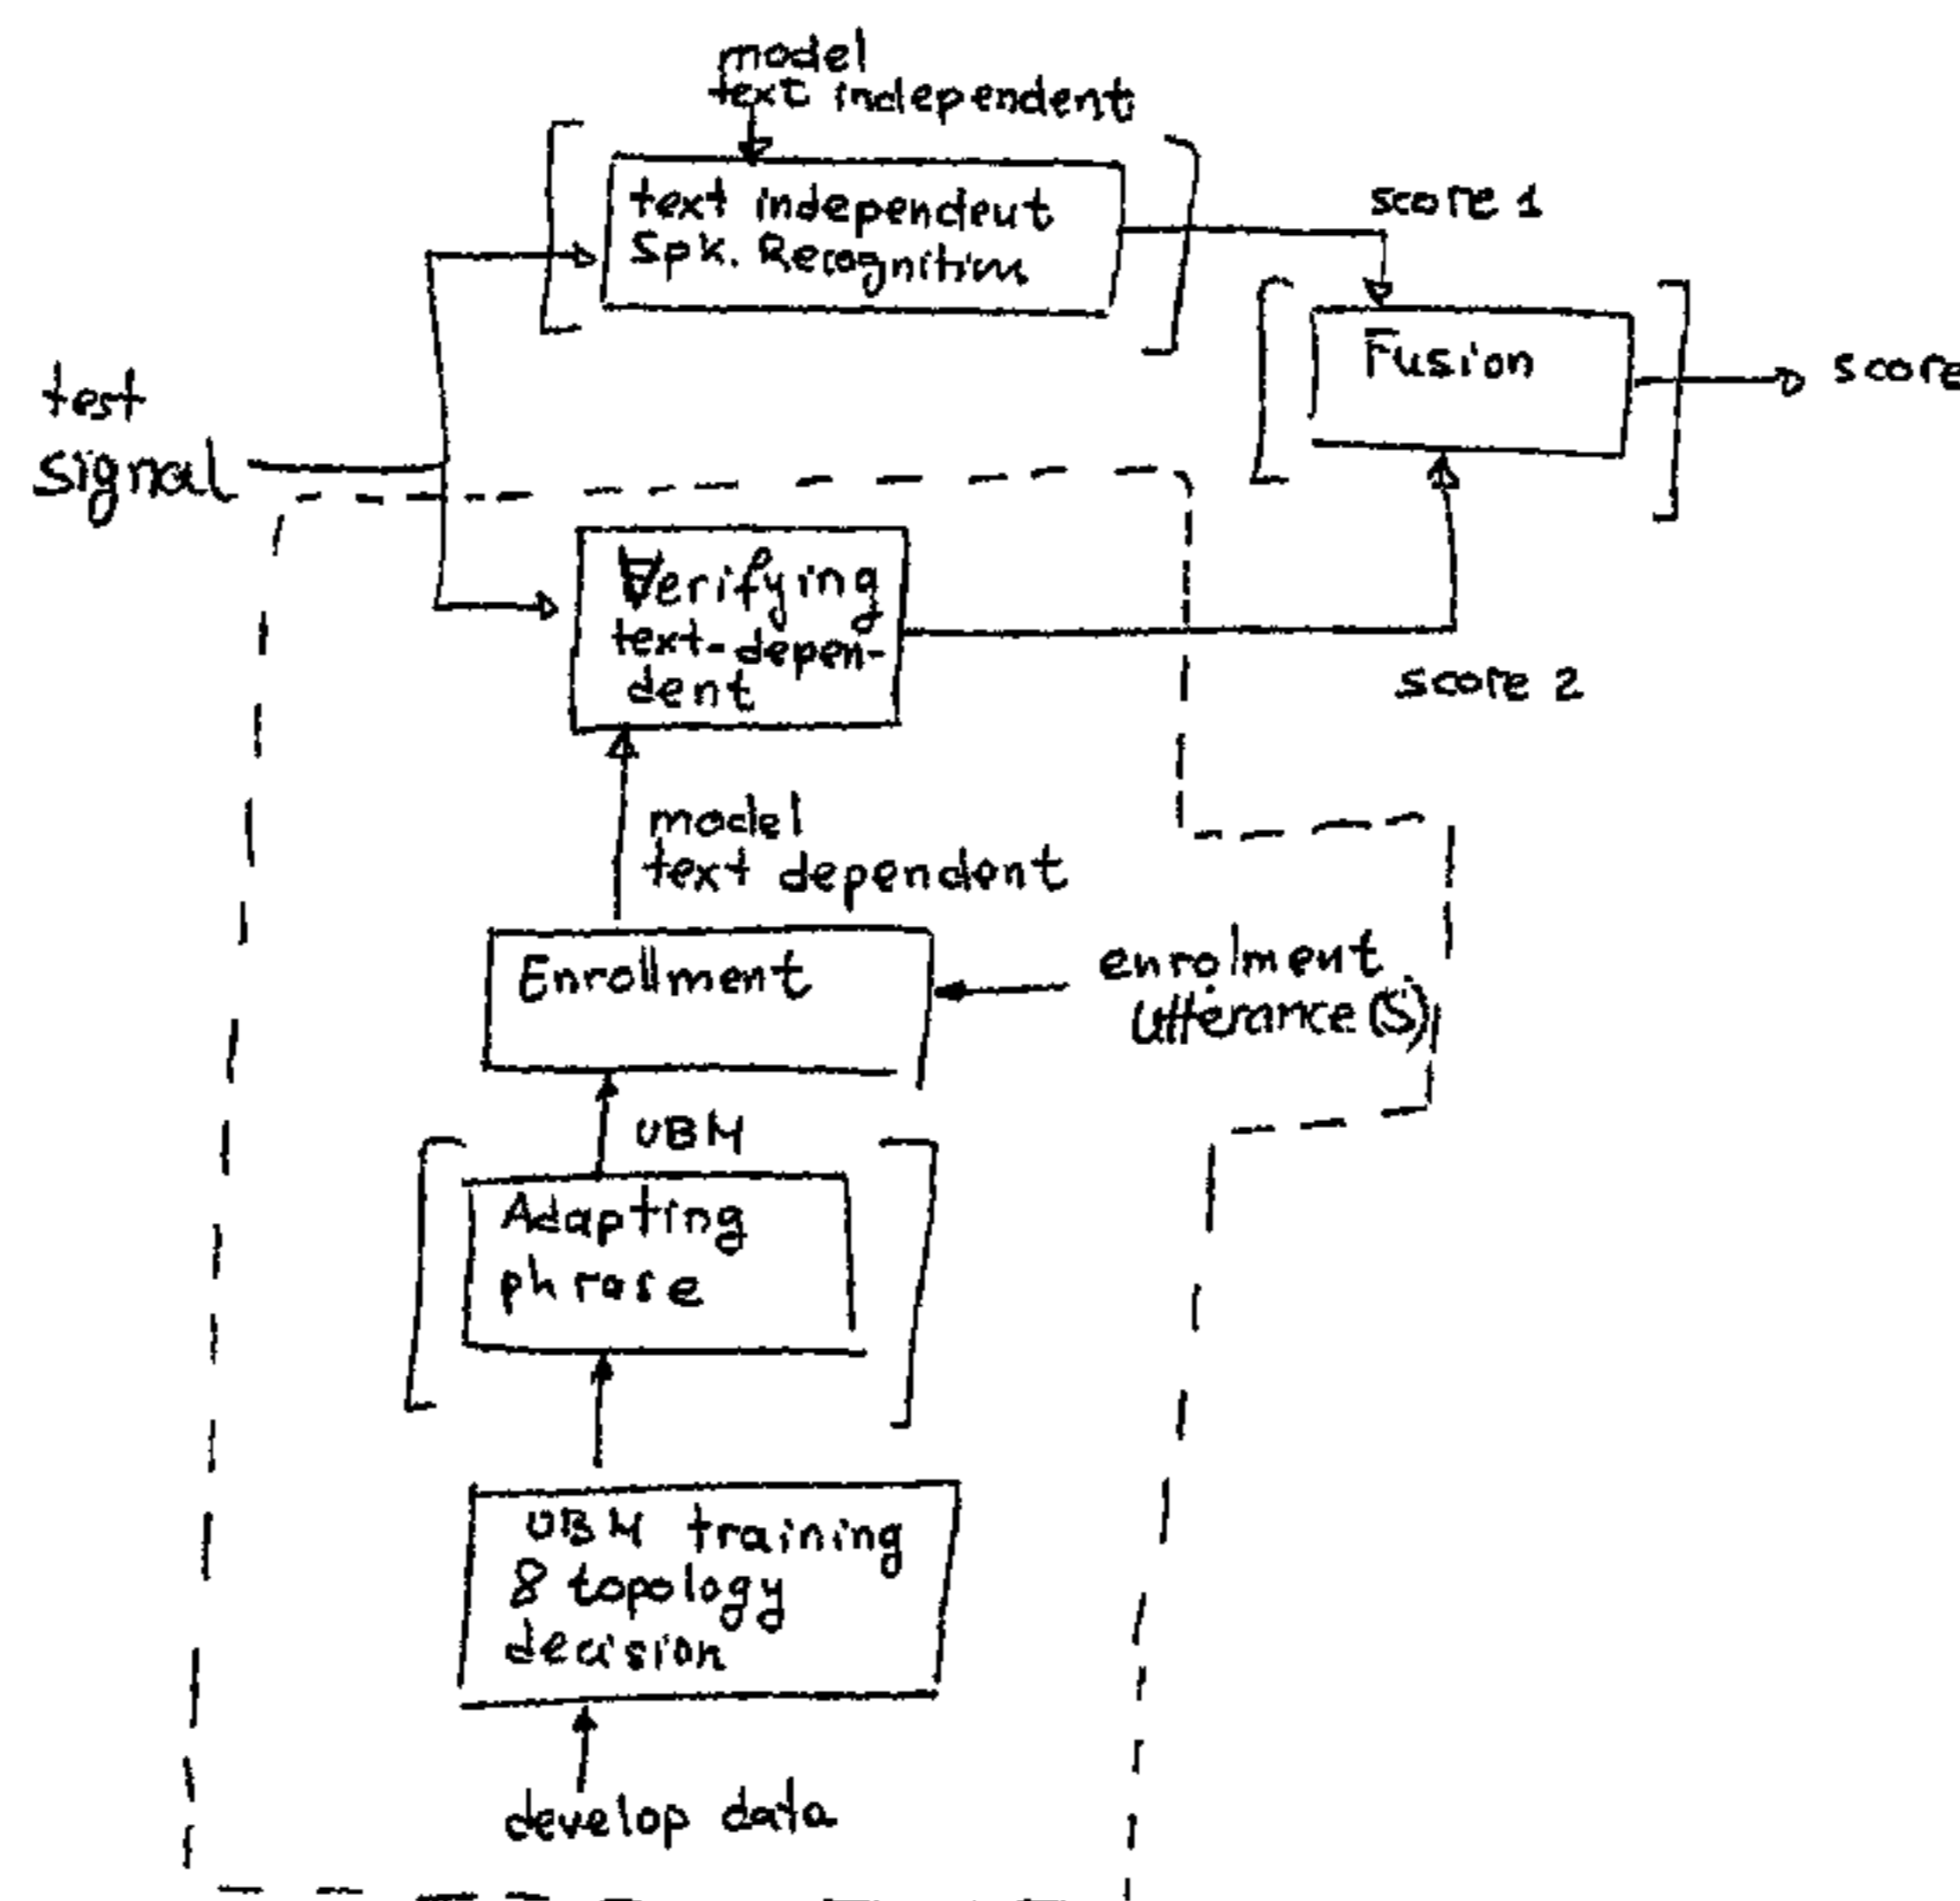 model
text independent
text independent
Spk. Recognition
score 1
Fusion
score
test
signal
Verifying
text-depen-
dent
score 2
model
text dependent
Enrollment
enrolment
utterance(s)
UBM
Adapting
phrase
UBM training
& topology
decision
develop data